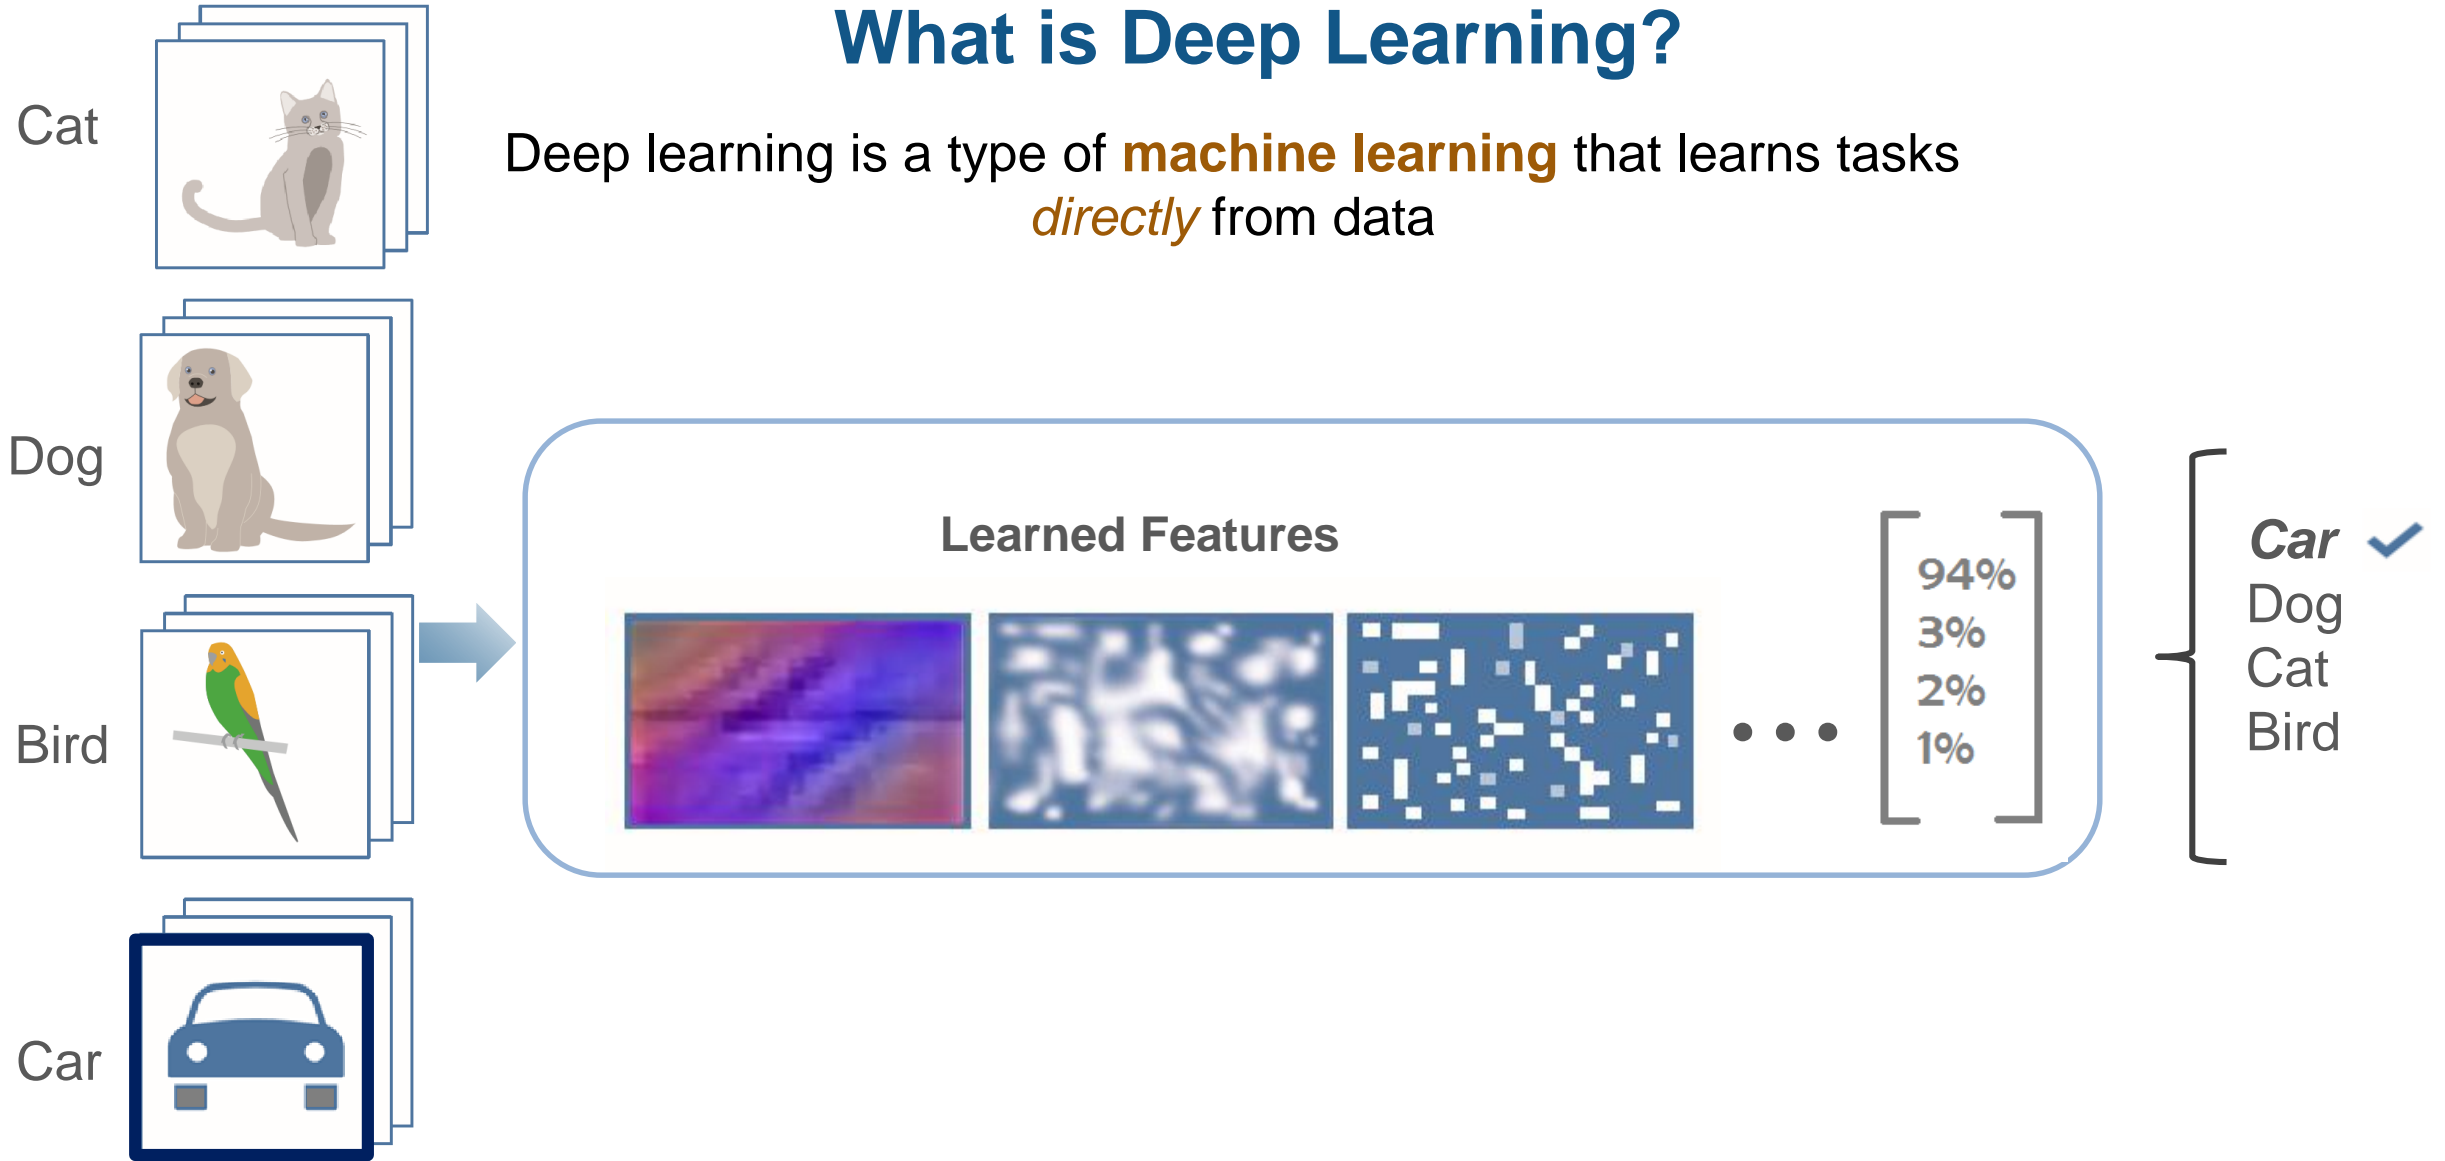 What is Deep Learning?
Deep learning is a type of machine learning that learns tasks
directly from data
Cat
Dog
Bird
Car
Learned Features
94%
3%
2%
1%
Car
Dog
Cat
Bird